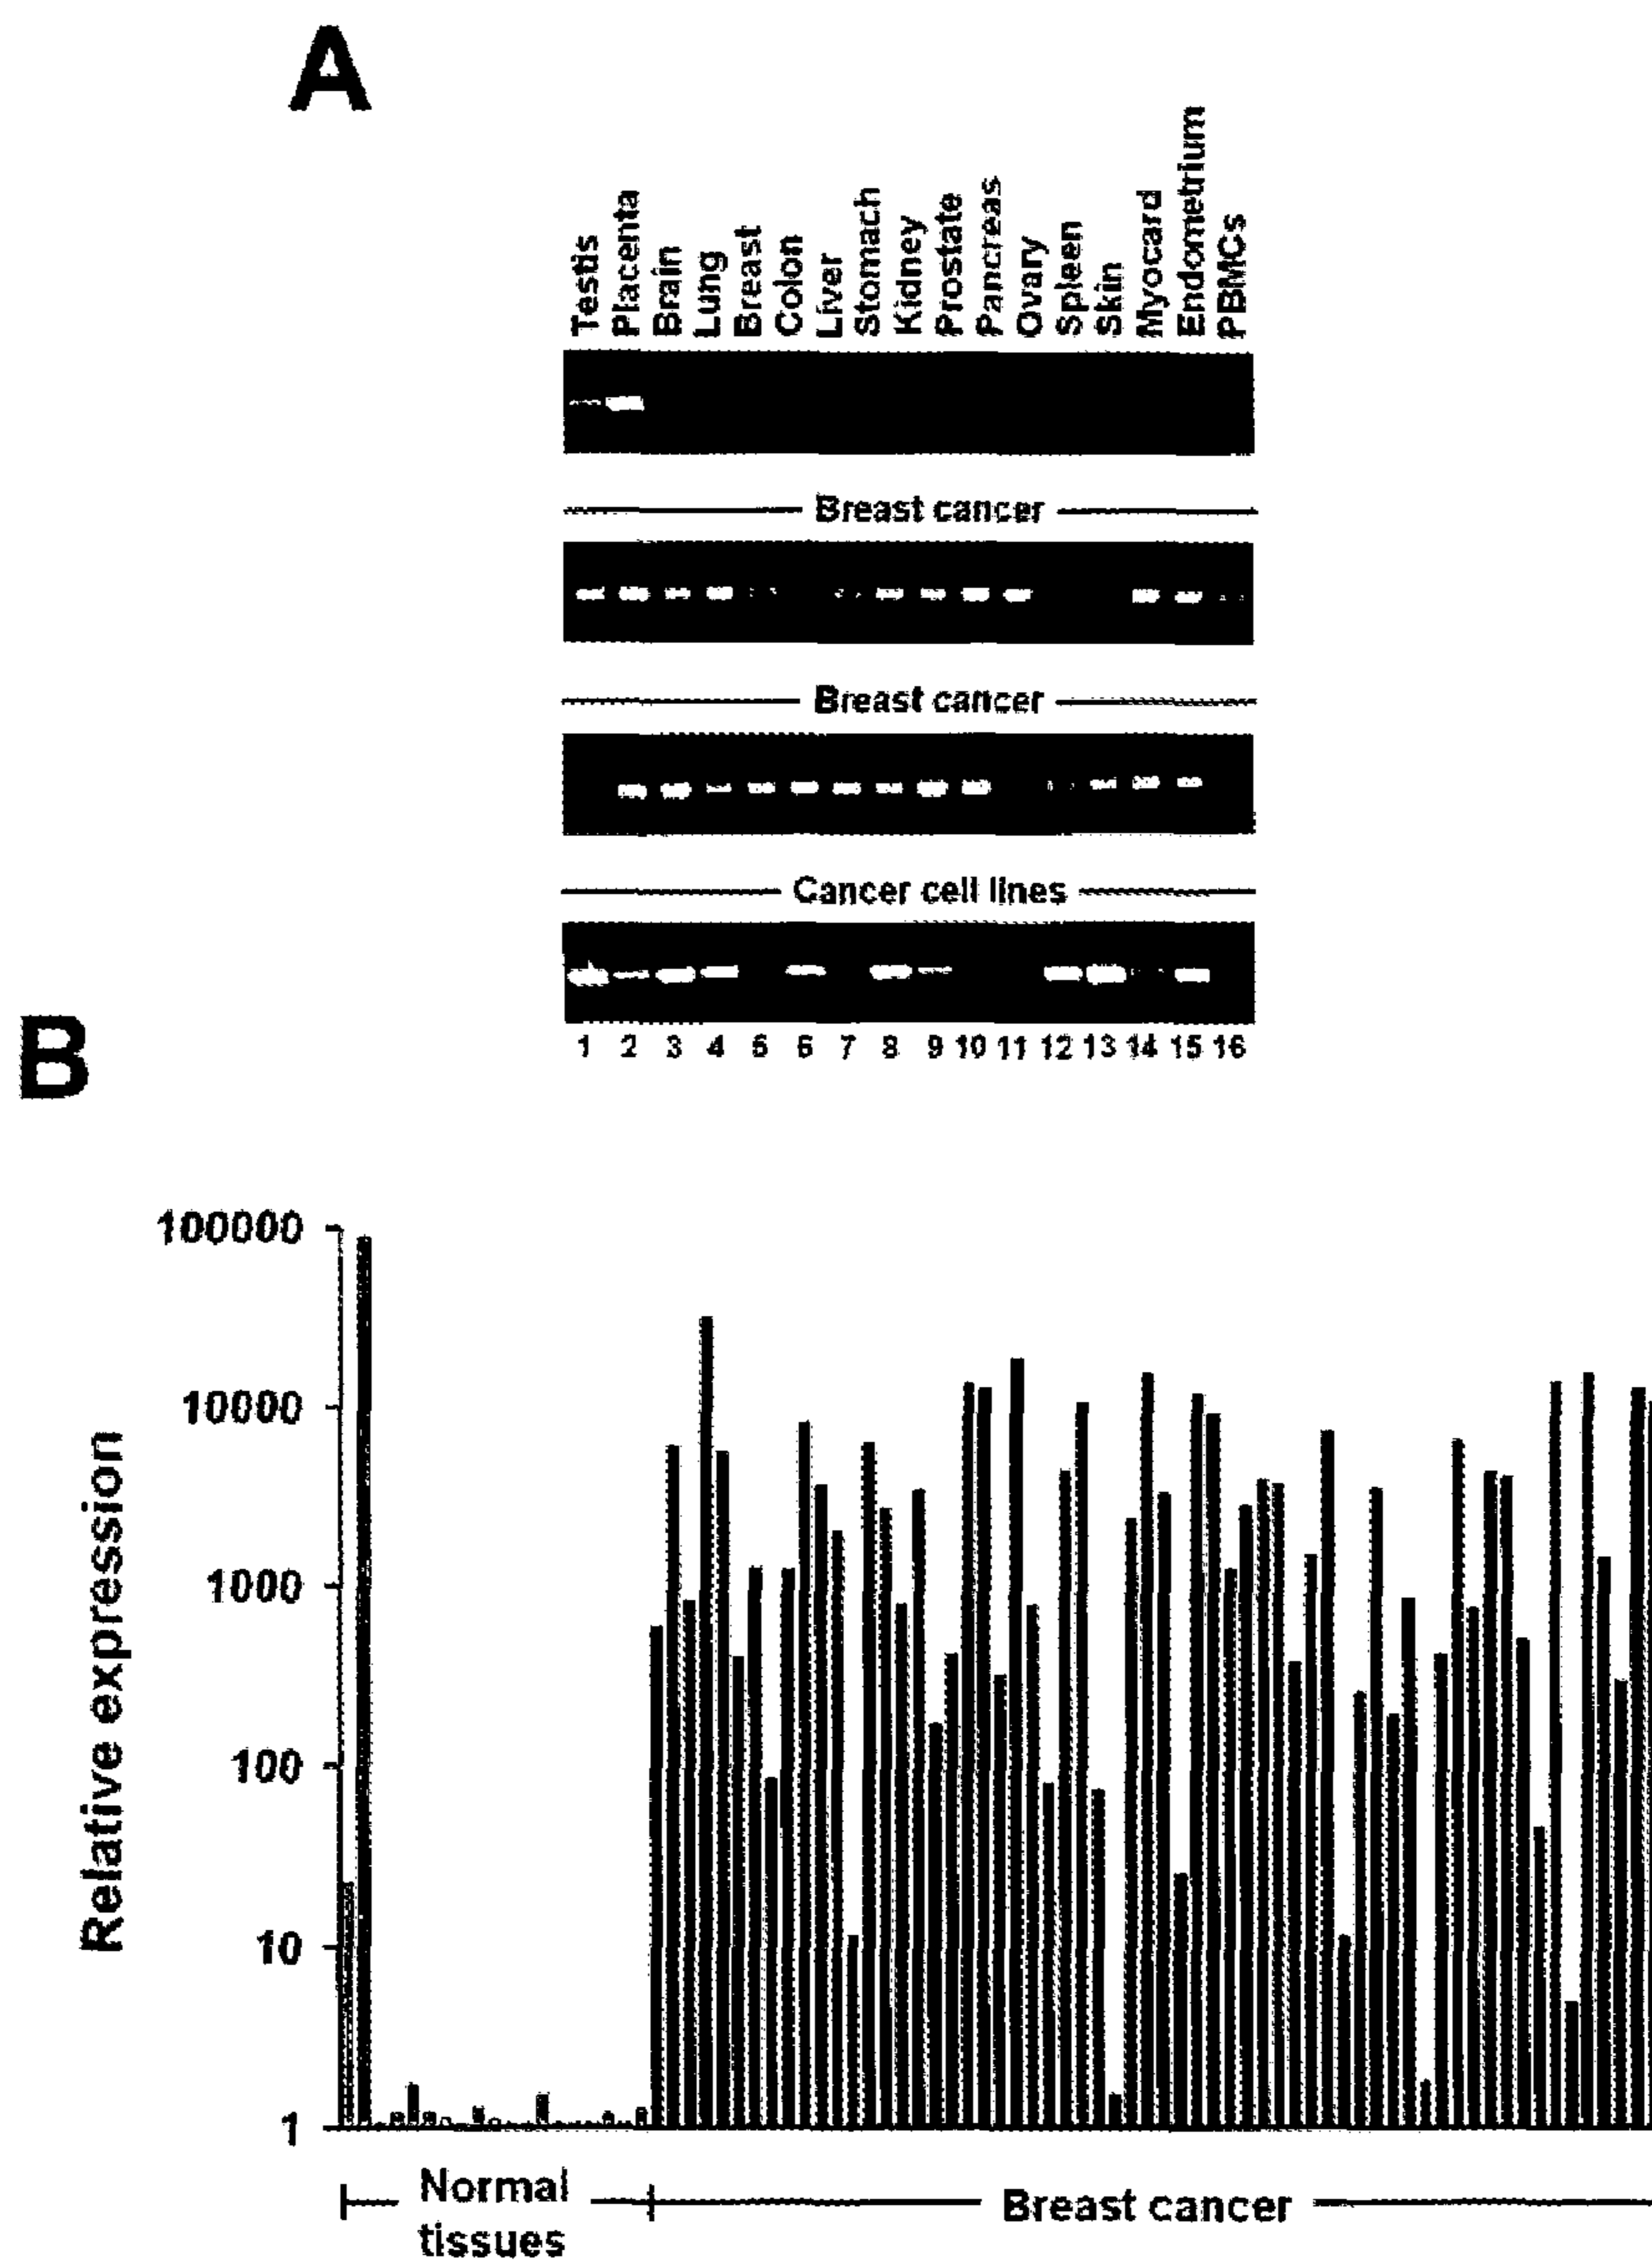 A
Testis
Placenta
Brain
Lung
Breast
Colon
Liver
Stomach
Kidney
Prostate
Pancreas
Ovary
Spleen
Skin
Myocard
Endometrium
PBMCs
Breast cancer
Breast cancer
Cancer cell lines
1 2 3 4 5 6 7 8 9 10 11 12 13 14 15 16
B
100000
10000
1000
100
10
1
Relative expression
Normal
tissues
Breast cancer